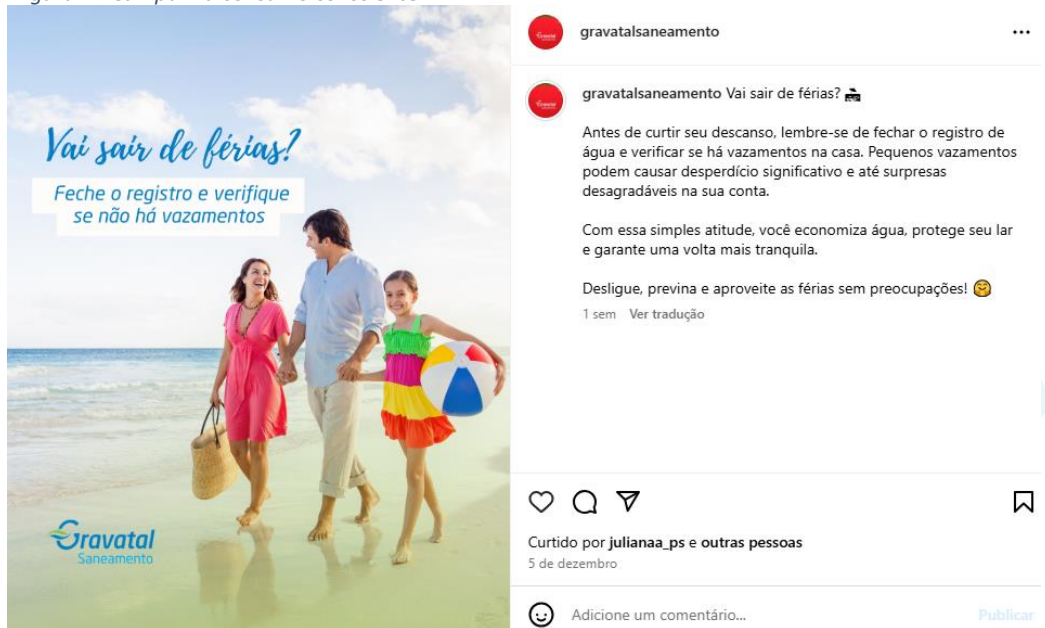 Vai sair de férias?
Feche o registro e verifique
se não há vazamentos
Gravatal
Saneamento
gravatalsaneamento
gravatalsaneamento Vai sair de férias?
Antes de curtir seu descanso, lembre-se de fechar o registro de
água e verificar se há vazamentos na casa. Pequenos vazamentos
podem causar desperdício significativo e até surpresas
desagradáveis na sua conta.
Com essa simples atitude, você economiza água, protege seu lar
e garante uma volta mais tranquila.
Desligue, previna e aproveite as férias sem preocupações! 🤗
1 sem Ver tradução
Curtido por julianaa_ps e outras pessoas
5 de dezembro
Adicione um comentário... Publicar